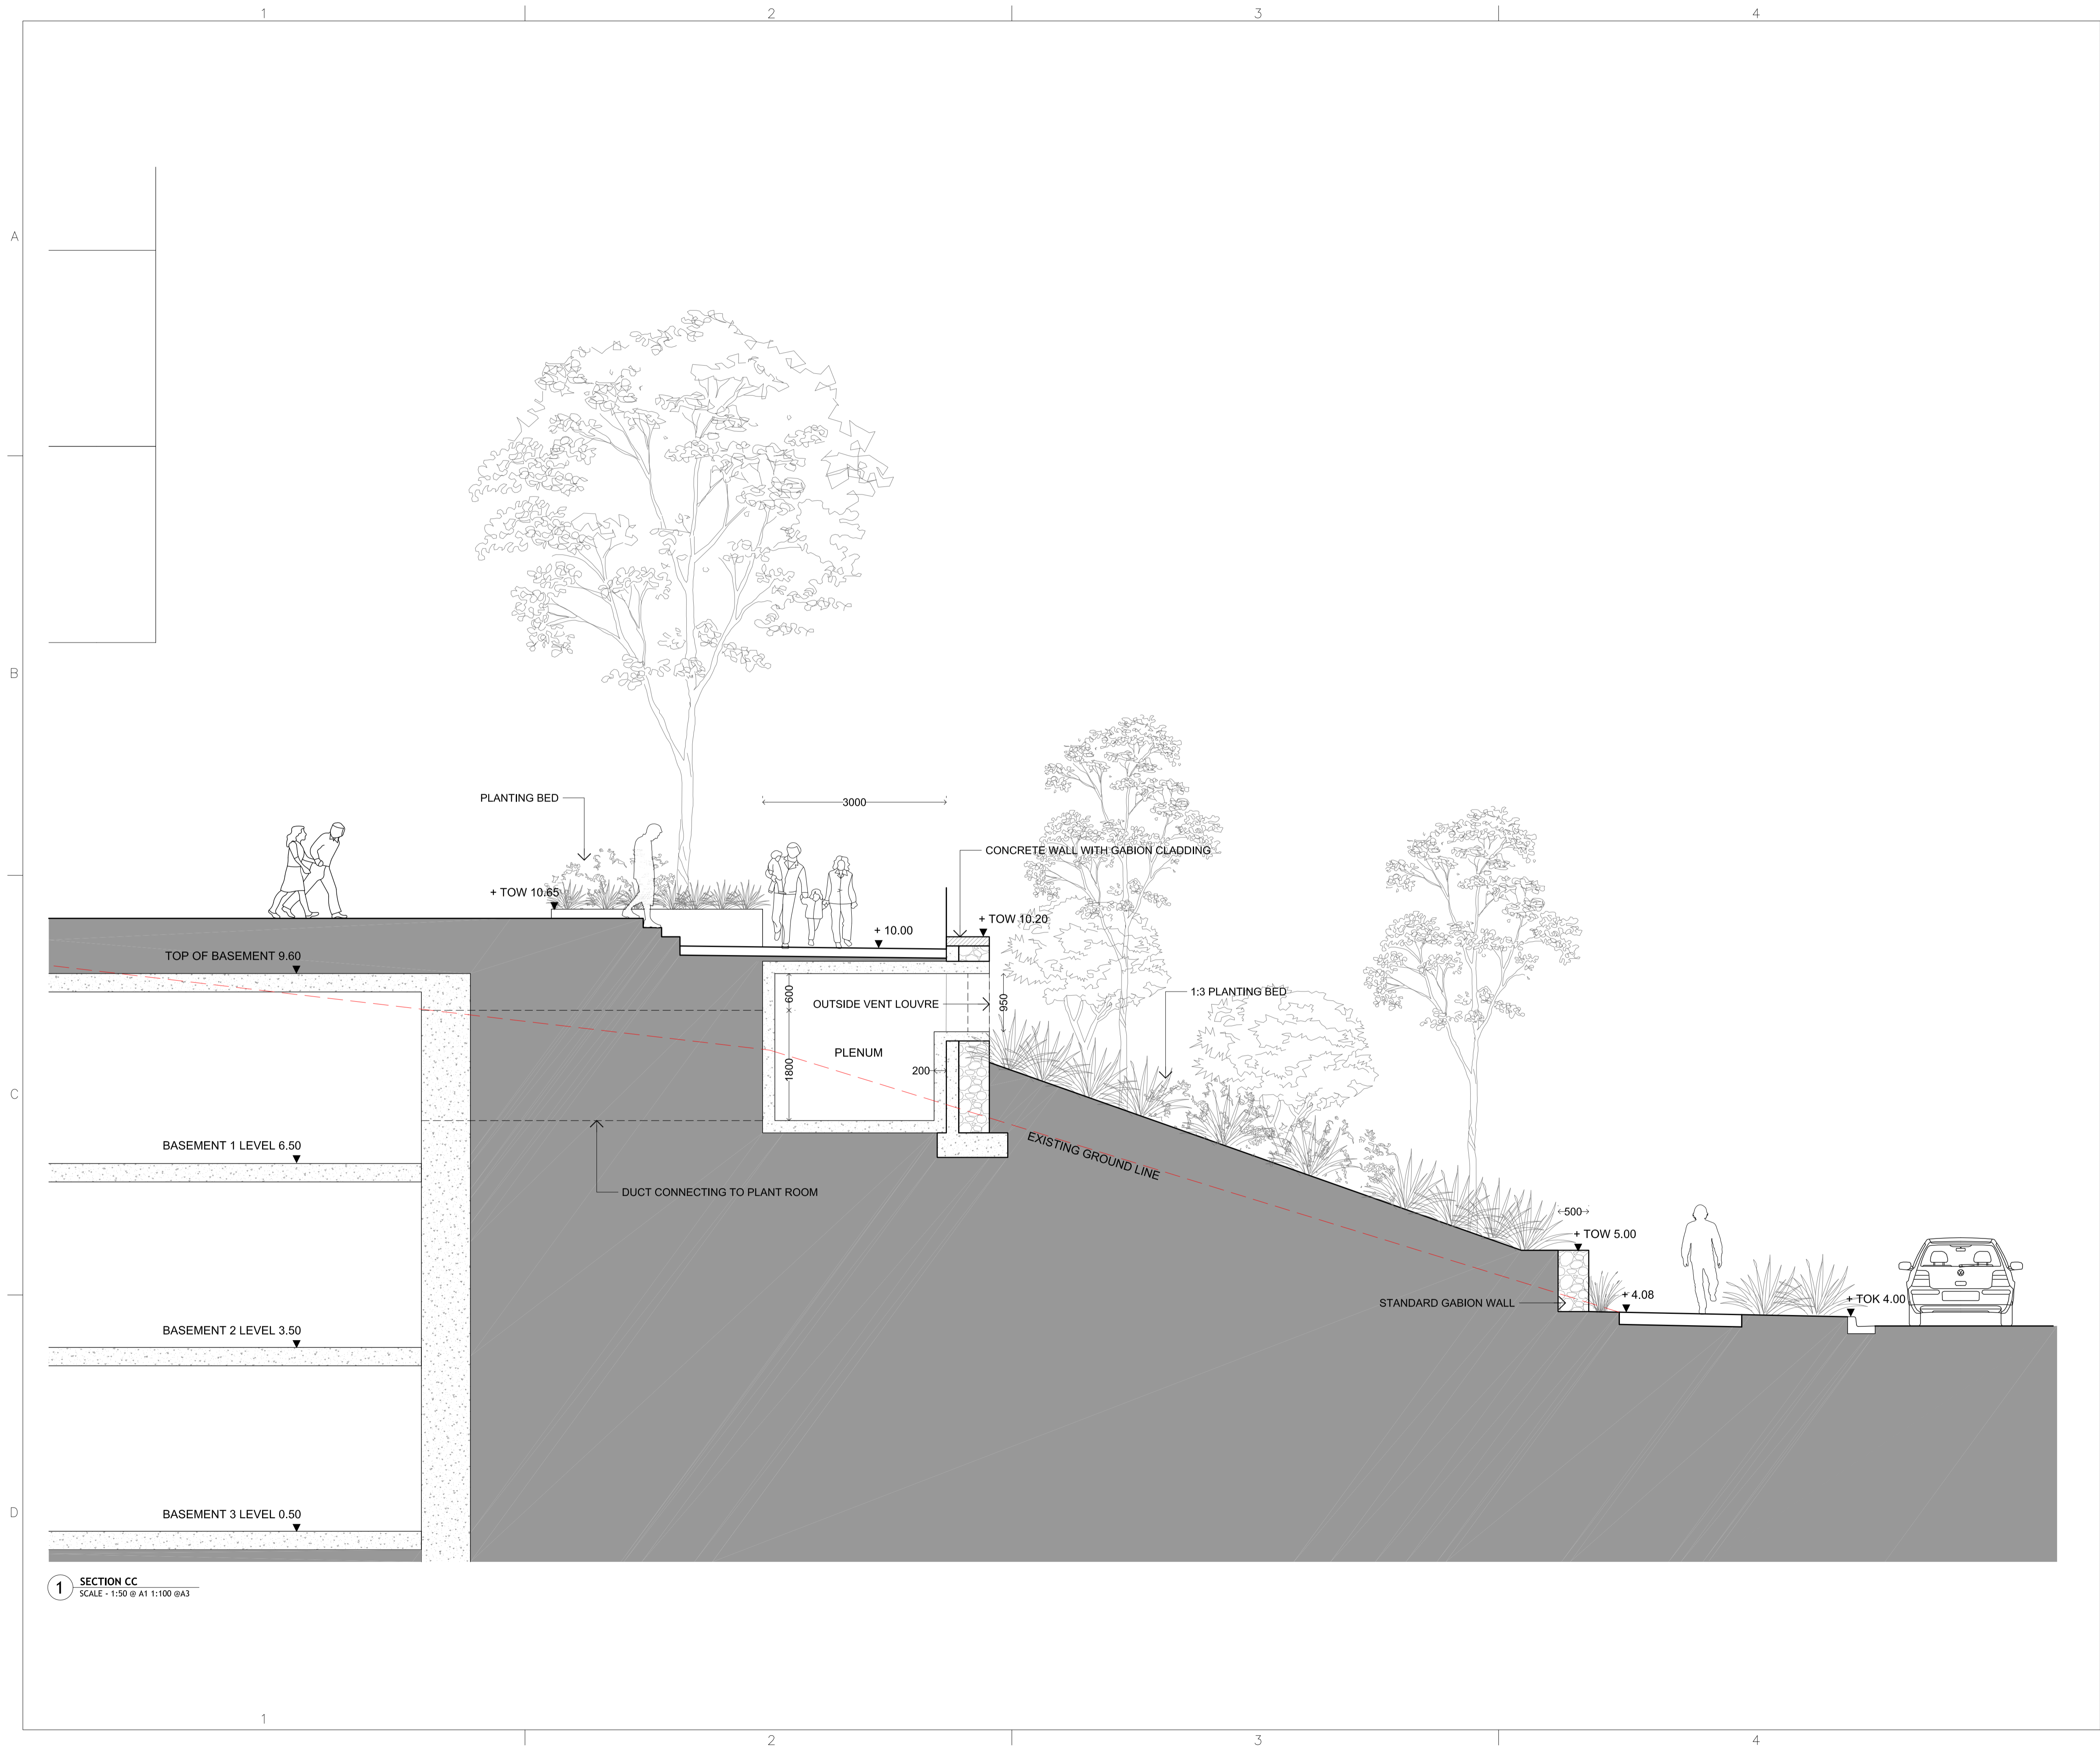 1 2 3 4
A
B
C
D
PLANTING BED
3000
CONCRETE WALL WITH GABION CLADDING
+ TOW 10.65
+ TOW 10.20
+ 10.00
TOP OF BASEMENT 9.60
600
OUTSIDE VENT LOUVRE
950
1:3 PLANTING BED
PLENUM
1800
200
BASEMENT 1 LEVEL 6.50
EXISTING GROUND LINE
DUCT CONNECTING TO PLANT ROOM
500
+ TOW 5.00
STANDARD GABION WALL
+ 4.08
+ TOK 4.00
BASEMENT 2 LEVEL 3.50
BASEMENT 3 LEVEL 0.50
1 SECTION CC
SCALE - 1:50 @ A1 1:100 @A3
1 2 3 4